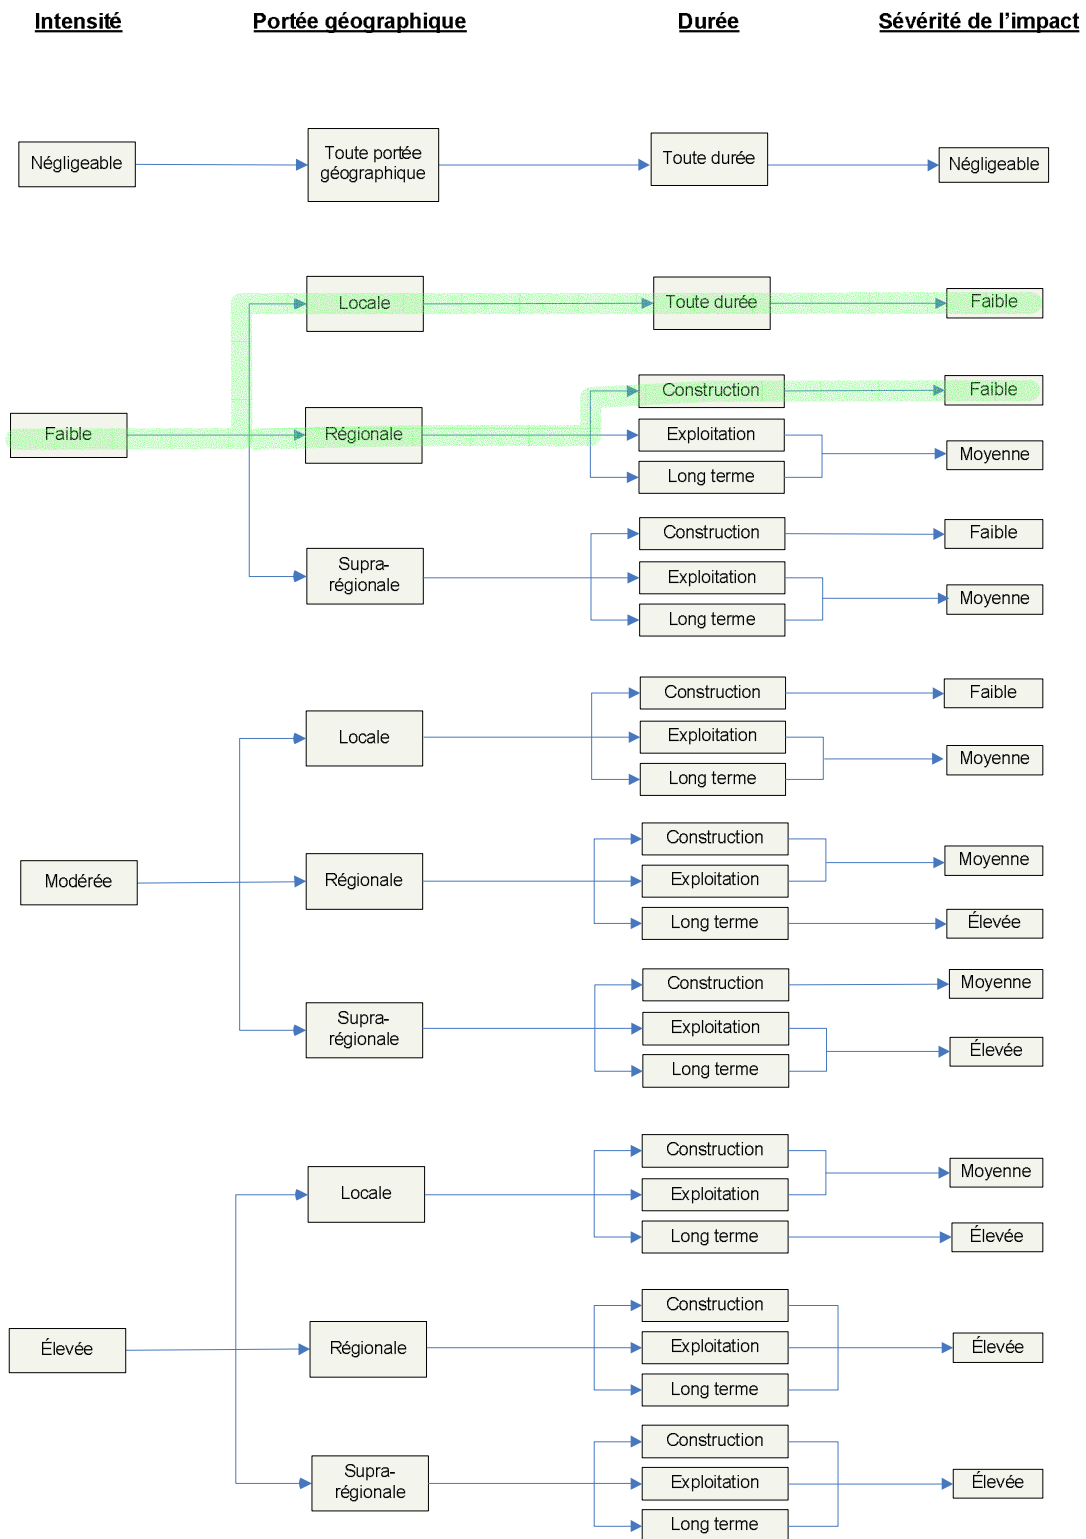 Intensité Portée géographique Durée Sévérité de l'impact
Négligeable
Toute portée
géographique
Toute durée
Négligeable
Faible
Locale
Toute durée
Faible
Régionale
Construction
Faible
Exploitation
Long terme
Moyenne
Supra-
régionale
Construction
Faible
Exploitation
Long terme
Moyenne
Modérée
Locale
Construction
Faible
Exploitation
Long terme
Moyenne
Régionale
Construction
Exploitation
Moyenne
Long terme
Élevée
Supra-
régionale
Construction
Moyenne
Exploitation
Long terme
Élevée
Élevée
Locale
Construction
Exploitation
Moyenne
Long terme
Élevée
Régionale
Construction
Exploitation
Long terme
Élevée
Supra-
régionale
Construction
Exploitation
Long terme
Élevée